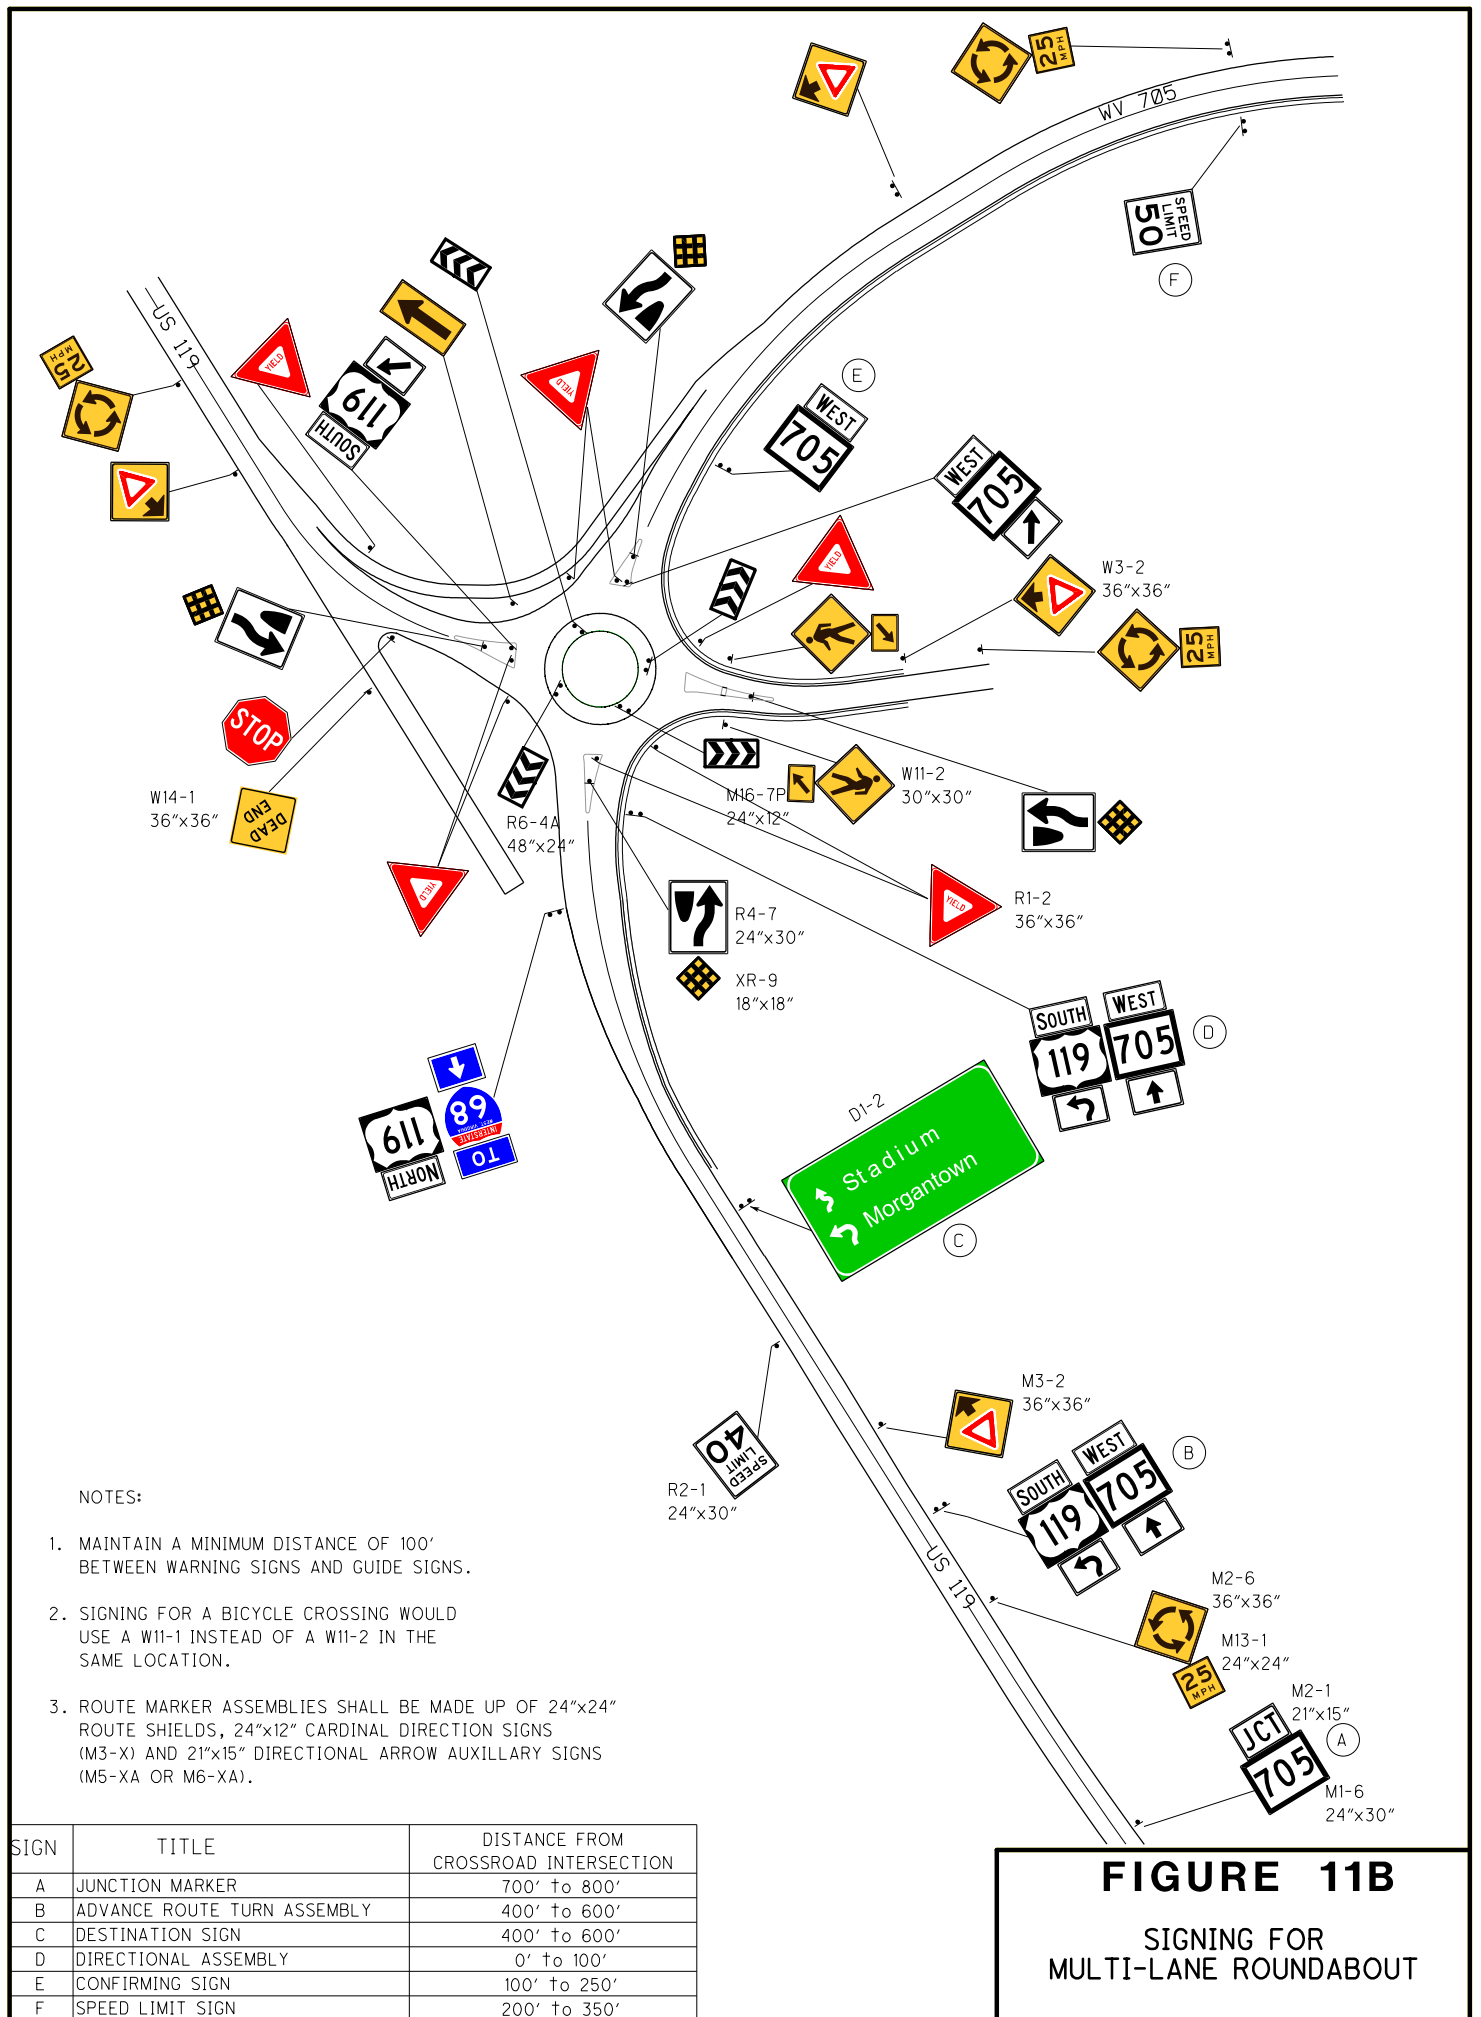 25
MPH
WV 705
SPEED
LIMIT
50
F
US 119
25
MPH
YIELD
SOUTH
119
YIELD
E
WEST
705
WEST
705
YIELD
W3-2
36"x36"
25
MPH
STOP
W14-1
36"x36"
DEAD
END
R6-4A
48"x24"
M16-7P
24"x12"
W11-2
30"x30"
YIELD
R4-7
24"x30"
XR-9
18"x18"
YIELD
R1-2
36"x36"
SOUTH
119
WEST
705
D
NORTH
119
TO
INTERSTATE
WEST VIRGINIA
68
D1-2
Stadium
Morgantown
C
SPEED
LIMIT
40
R2-1
24"x30"
M3-2
36"x36"
SOUTH
119
WEST
705
B
US 119
M2-6
36"x36"
M13-1
24"x24"
25
MPH
M2-1
21"x15"
JCT
705
A
M1-6
24"x30"
NOTES:
1. MAINTAIN A MINIMUM DISTANCE OF 100'
BETWEEN WARNING SIGNS AND GUIDE SIGNS.
2. SIGNING FOR A BICYCLE CROSSING WOULD
USE A W11-1 INSTEAD OF A W11-2 IN THE
SAME LOCATION.
3. ROUTE MARKER ASSEMBLIES SHALL BE MADE UP OF 24"x24"
ROUTE SHIELDS, 24"x12" CARDINAL DIRECTION SIGNS
(M3-X) AND 21"x15" DIRECTIONAL ARROW AUXILLARY SIGNS
(M5-XA OR M6-XA).
SIGN TITLE DISTANCE FROM
CROSSROAD INTERSECTION
A JUNCTION MARKER 700' to 800'
B ADVANCE ROUTE TURN ASSEMBLY 400' to 600'
C DESTINATION SIGN 400' to 600'
D DIRECTIONAL ASSEMBLY 0' to 100'
E CONFIRMING SIGN 100' to 250'
F SPEED LIMIT SIGN 200' to 350'
FIGURE 11B
SIGNING FOR
MULTI-LANE ROUNDABOUT